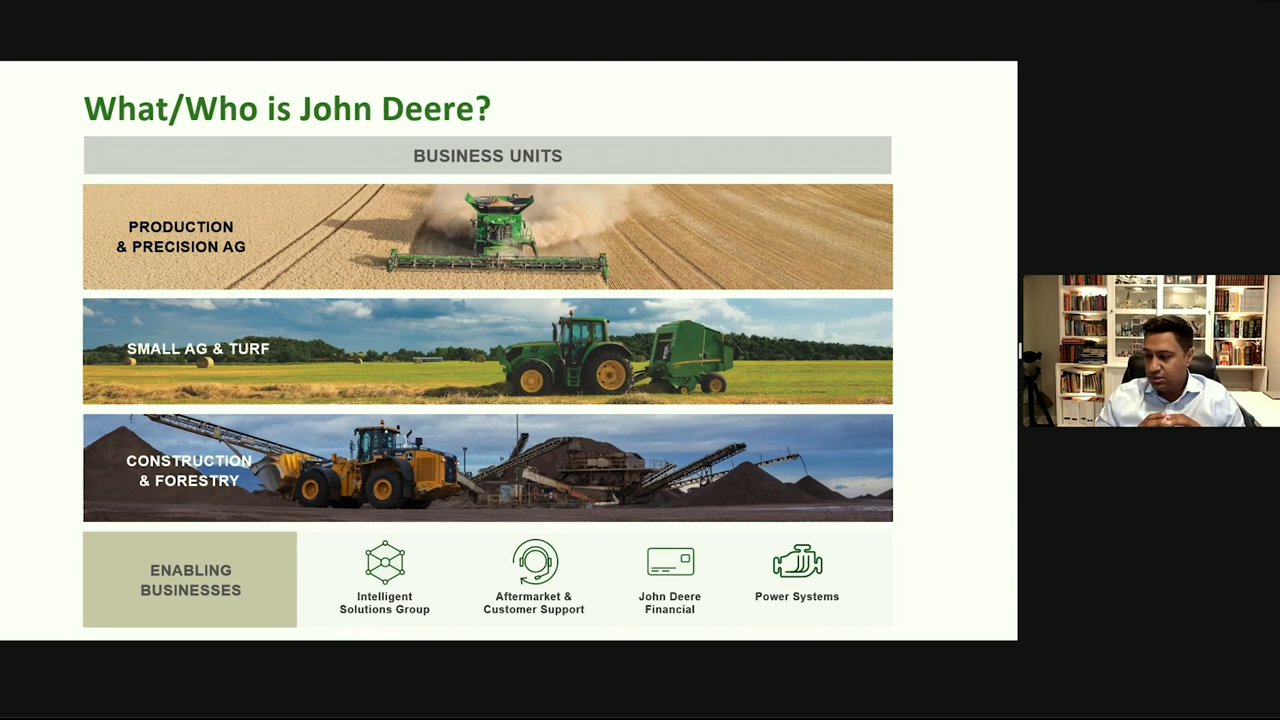 What/Who is John Deere?
BUSINESS UNITS
PRODUCTION
& PRECISION AG
SMALL AG & TURF
CONSTRUCTION
& FORESTRY
ENABLING
BUSINESSES
Intelligent
Solutions Group
Aftermarket &
Customer Support
John Deere
Financial
Power Systems